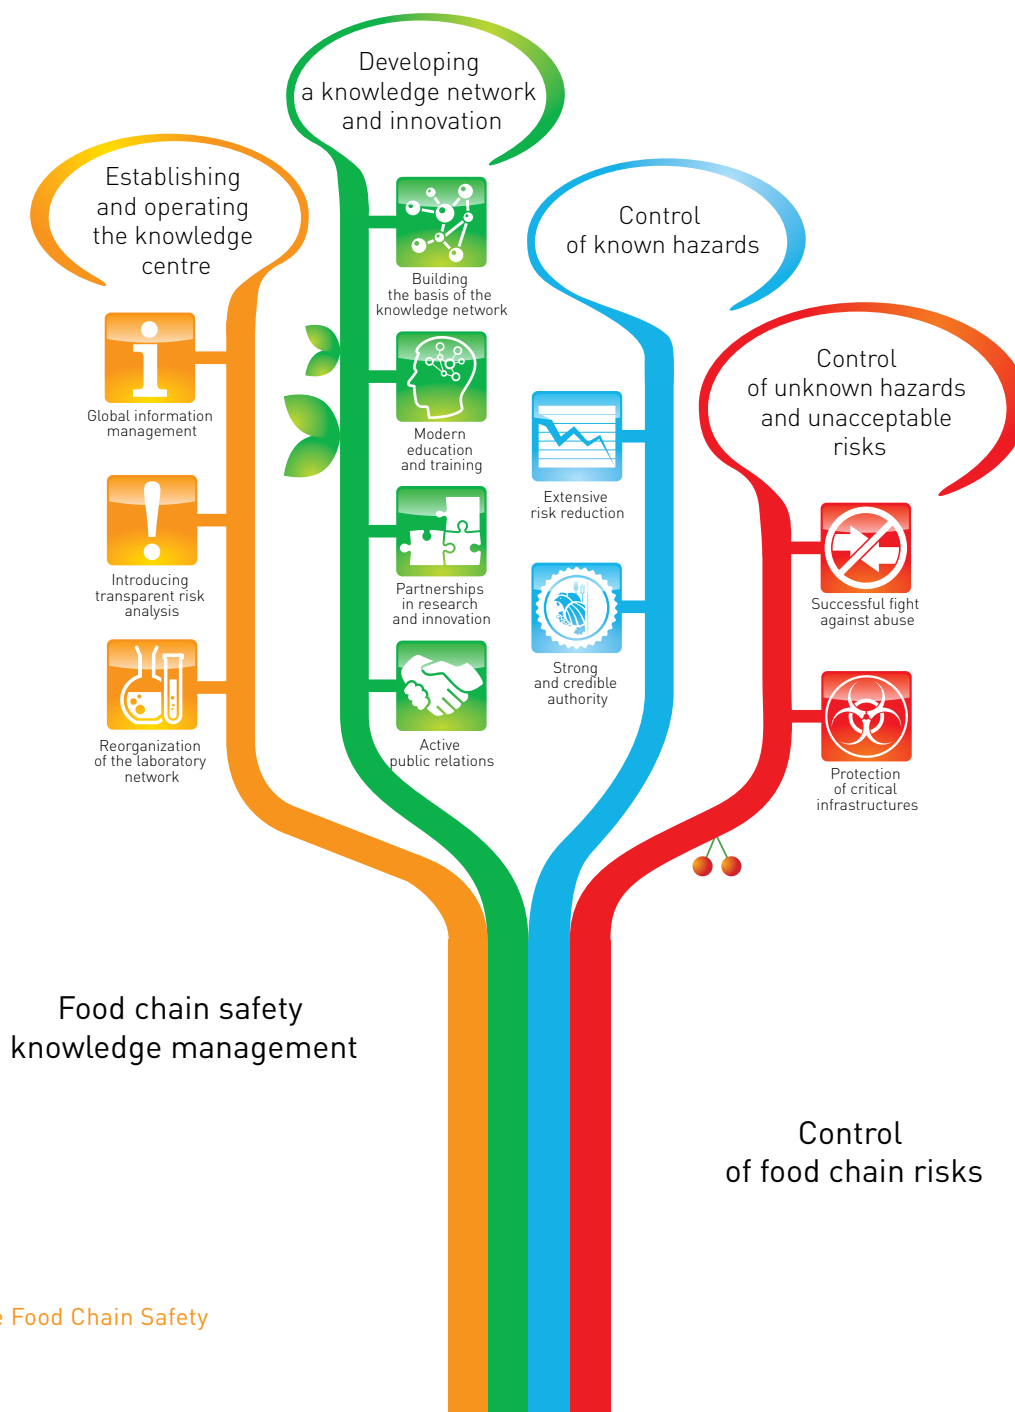 Developing
a knowledge network
and innovation
Establishing
and operating
the knowledge
centre
Control
of known hazards
Control
of unknown hazards
and unacceptable
risks
Global information
management
Introducing
transparent risk
analysis
Reorganization
of the laboratory
network
Building
the basis of the
knowledge network
Modern
education
and training
Partnerships
in research
and innovation
Active
public relations
Extensive
risk reduction
Strong
and credible
authority
Successful fight
against abuse
Protection
of critical
infrastructures
Food chain safety
knowledge management
Control
of food chain risks
Food Chain Safety